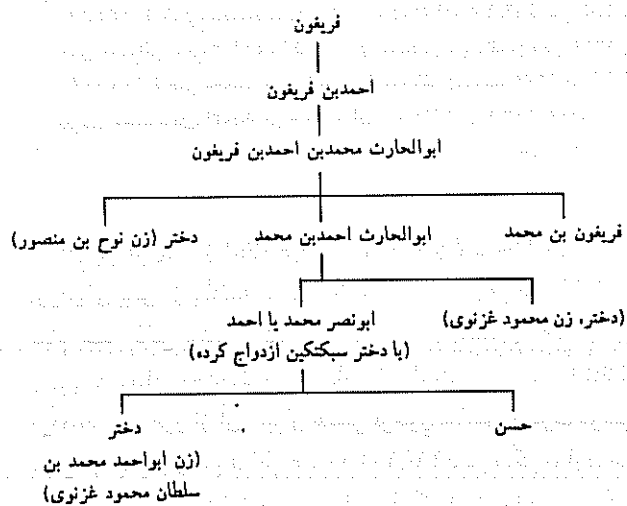 فریغون
احمدبن فریغون
ابوالحارث محمدبن احمدبن فریغون
فریغون بن محمد
ابوالحارث احمدبن محمد
دختر (زن نوح بن منصور)
(دختر، زن محمود غزنوی)
ابونصر محمد یا احمد
(با دختر سبکتکین ازدواج کرده)
حسن
دختر
(زن ابواحمد محمد بن
سلطان محمود غزنوی)